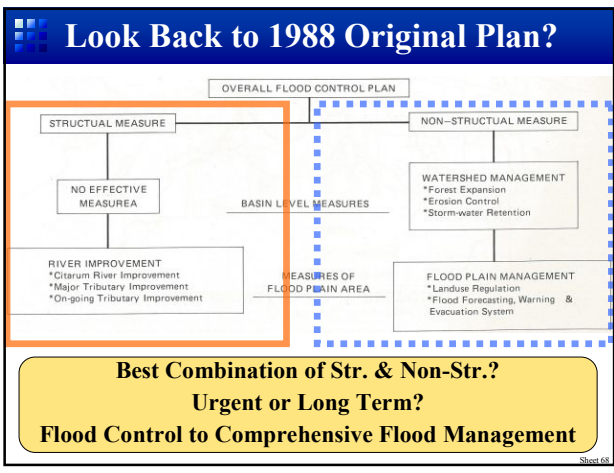 Look Back to 1988 Original Plan?
OVERALL FLOOD CONTROL PLAN
STRUCTUAL MEASURE
NON–STRUCTUAL MEASURE
NO EFFECTIVE
MEASUREA
BASIN LEVEL MEASURES
WATERSHED MANAGEMENT
*Forest Expansion
*Erosion Control
*Storm-water Retention
RIVER IMPROVEMENT
*Citarum River Improvement
*Major Tributary Improvement
*On-going Tributary Improvement
MEASURES OF
FLOOD PLAIN AREA
FLOOD PLAIN MANAGEMENT
*Landuse Regulation
*Flood Forecasting, Warning &
Evacuation System
Best Combination of Str. & Non-Str.?
Urgent or Long Term?
Flood Control to Comprehensive Flood Management
Sheet 68